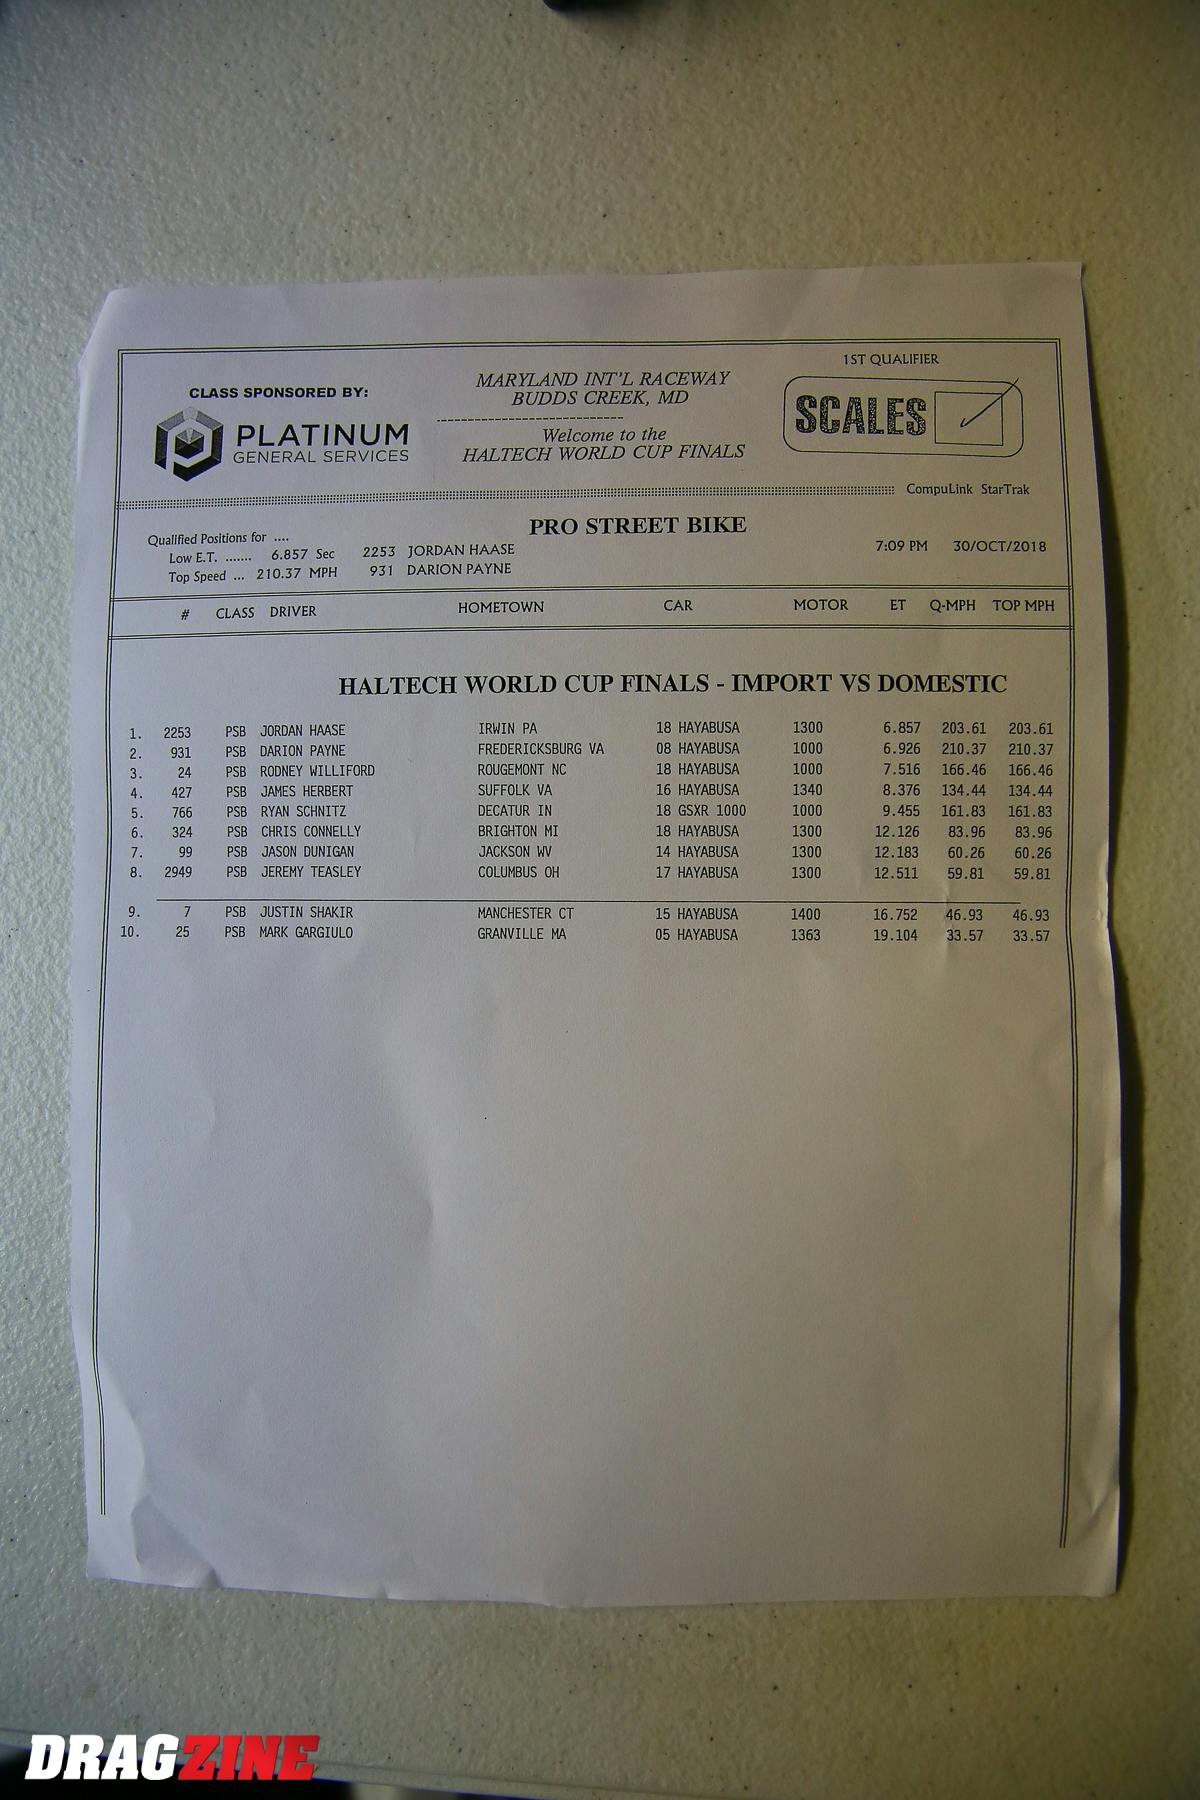 1ST QUALIFIER
CLASS SPONSORED BY:
PLATINUM
GENERAL SERVICES
MARYLAND INT'L RACEWAY
BUDDS CREEK, MD
Welcome to the
HALTECH WORLD CUP FINALS
SCALES
CompuLink StarTrak
PRO STREET BIKE
Qualified Positions for ....
Low E.T. ....... 6.857 Sec 2253 JORDAN HAASE
Top Speed ... 210.37 MPH 931 DARION PAYNE
7:09 PM 30/OCT/2018
# CLASS DRIVER HOMETOWN CAR MOTOR ET Q-MPH TOP MPH
HALTECH WORLD CUP FINALS - IMPORT VS DOMESTIC
1. 2253 PSB JORDAN HAASE IRWIN PA 18 HAYABUSA 1300 6.857 203.61 203.61
2. 931 PSB DARION PAYNE FREDERICKSBURG VA 08 HAYABUSA 1000 6.926 210.37 210.37
3. 24 PSB RODNEY WILLIFORD ROUGEMONT NC 18 HAYABUSA 1000 7.516 166.46 166.46
4. 427 PSB JAMES HERBERT SUFFOLK VA 16 HAYABUSA 1340 8.376 134.44 134.44
5. 766 PSB RYAN SCHNITZ DECATUR IN 18 GSXR 1000 1000 9.455 161.83 161.83
6. 324 PSB CHRIS CONNELLY BRIGHTON MI 18 HAYABUSA 1300 12.126 83.96 83.96
7. 99 PSB JASON DUNIGAN JACKSON WV 14 HAYABUSA 1300 12.183 60.26 60.26
8. 2949 PSB JEREMY TEASLEY COLUMBUS OH 17 HAYABUSA 1300 12.511 59.81 59.81
9. 7 PSB JUSTIN SHAKIR MANCHESTER CT 15 HAYABUSA 1400 16.752 46.93 46.93
10. 25 PSB MARK GARGIULO GRANVILLE MA 05 HAYABUSA 1363 19.104 33.57 33.57
DRAGZINE